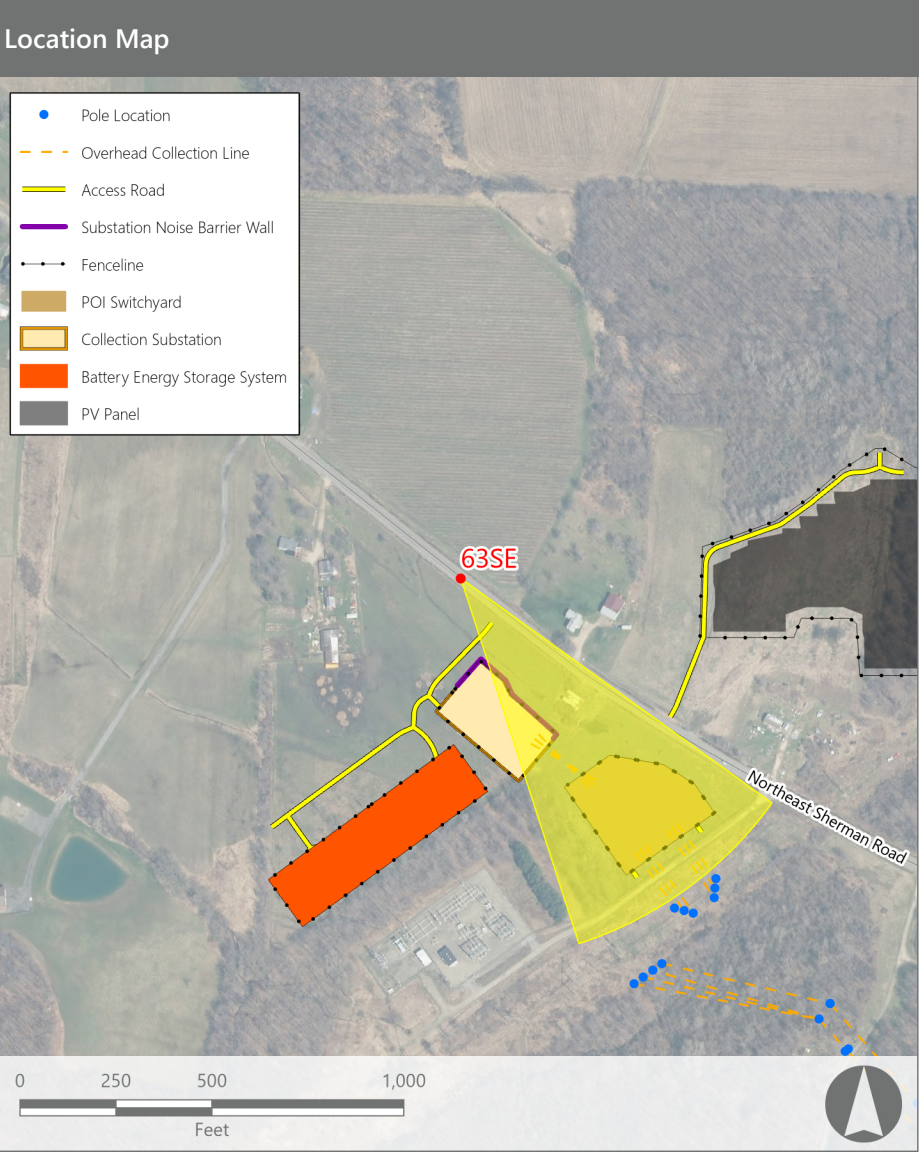 Location Map
Pole Location
Overhead Collection Line
Access Road
Substation Noise Barrier Wall
Fenceline
POI Switchyard
Collection Substation
Battery Energy Storage System
PV Panel
63SE
Northeast Sherman Road
0 250 500 1,000
Feet